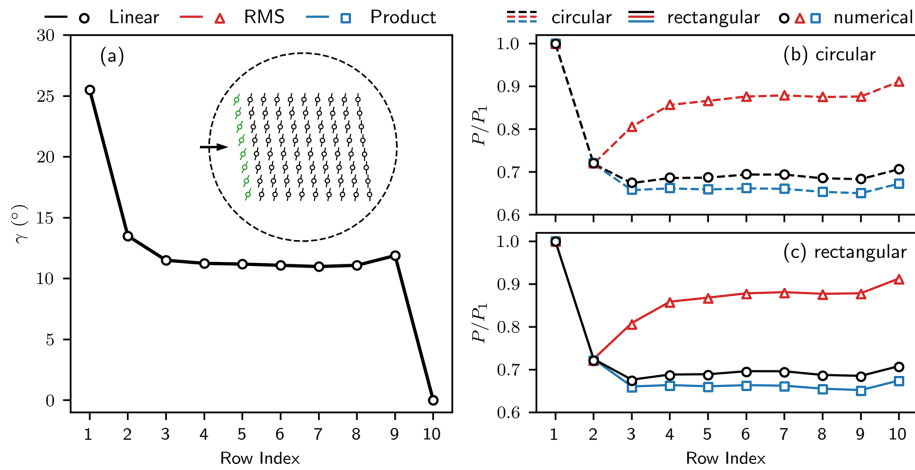 Linear RMS Product
circular rectangular numerical
(a)
30
25
20
15
10
5
0
γ (°)
1 2 3 4 5 6 7 8 9 10
Row Index
(b) circular
1.0
0.9
0.8
0.7
0.6
P/P1
(c) rectangular
1.0
0.9
0.8
0.7
0.6
P/P1
1 2 3 4 5 6 7 8 9 10
Row Index